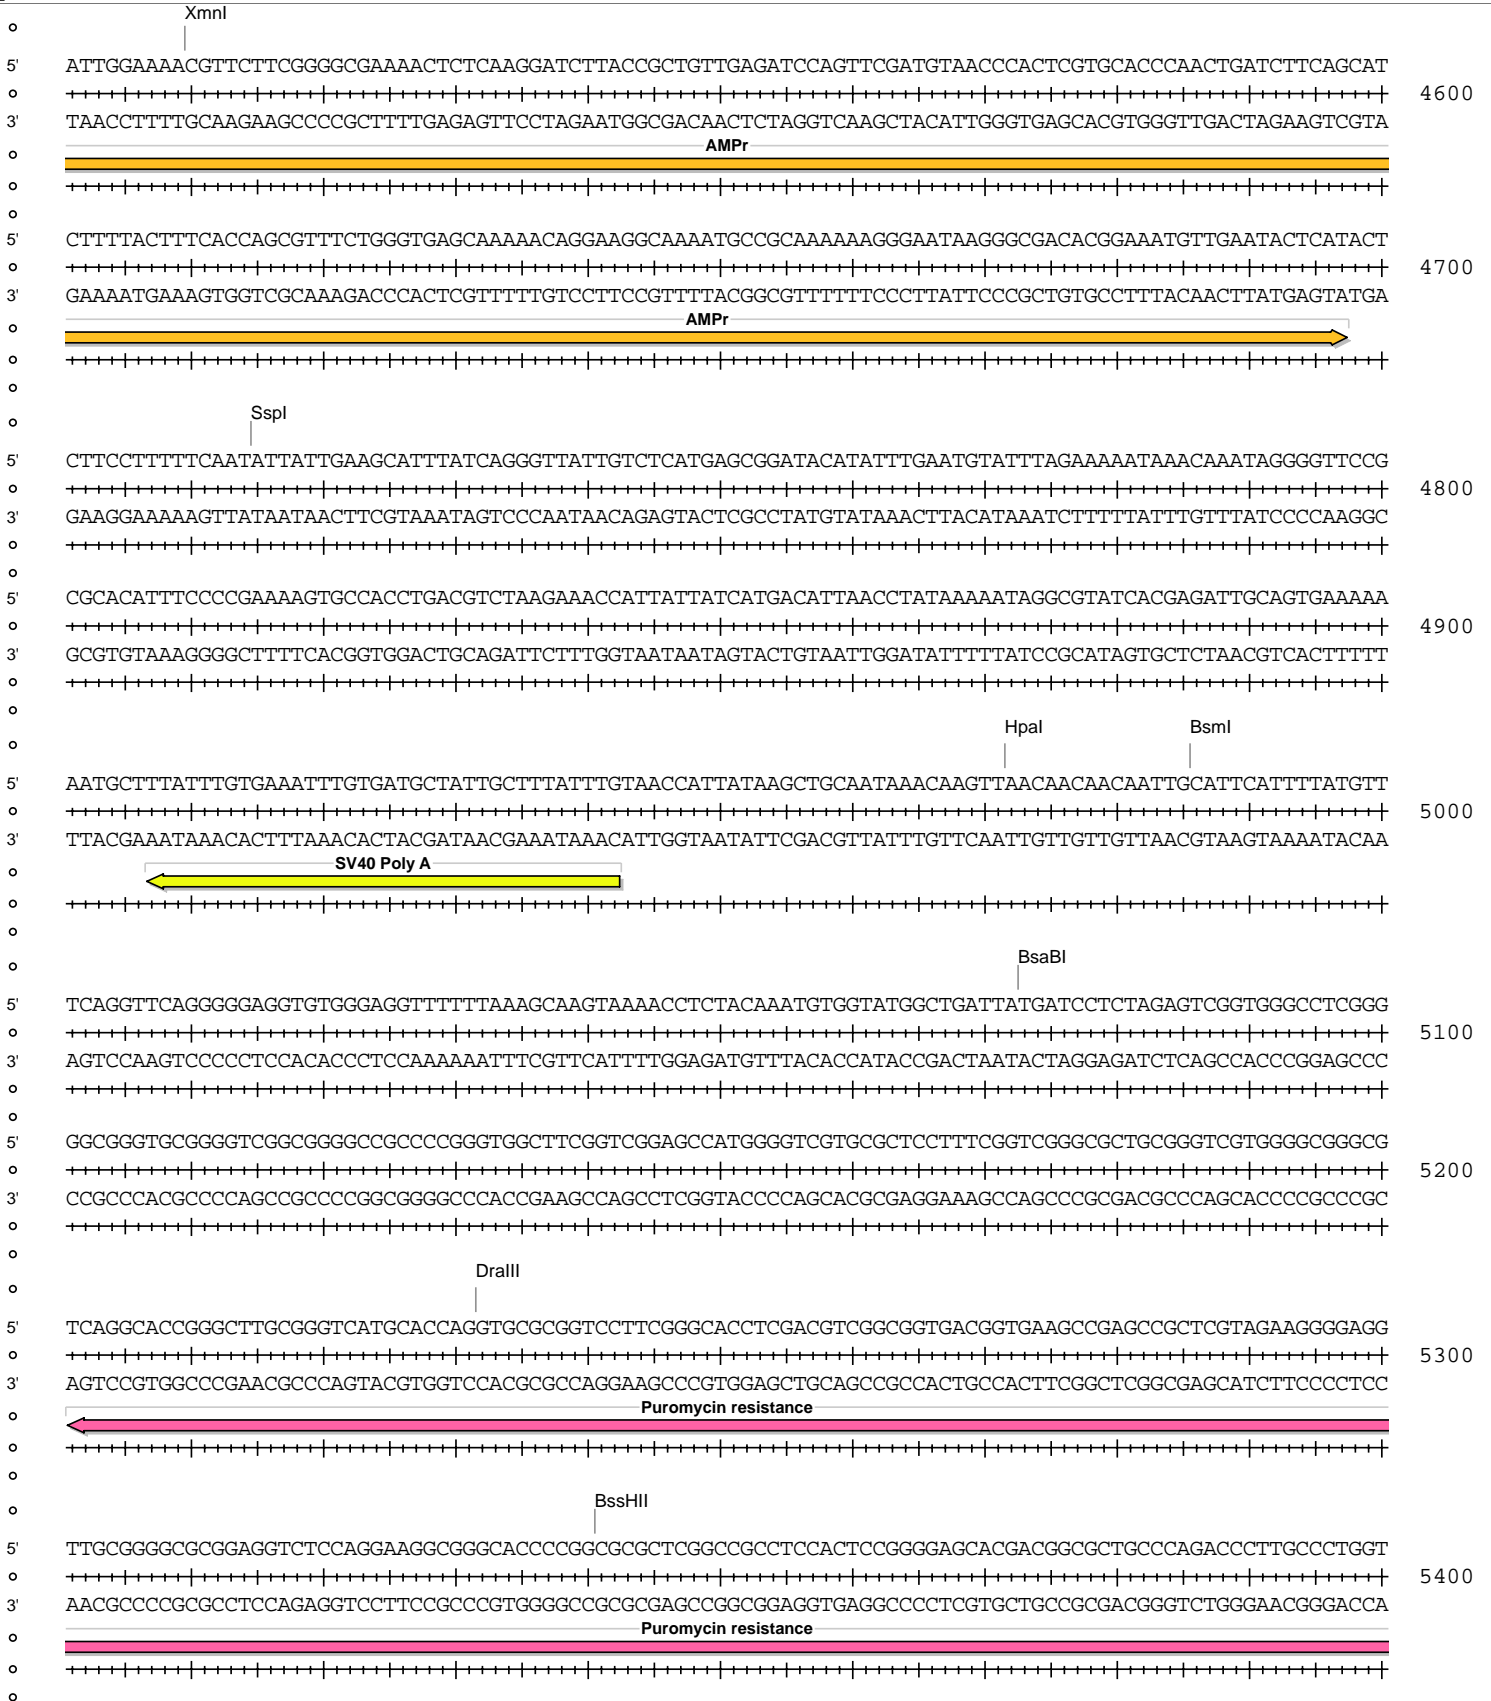 XmnI
5' ATTGGAAAACGTTCTTCGGGGCGAAAACTCTCAAGGATCTTACCGCTGTTGAGATCCAGTTCGATGTAACCCACTCGTGCACCCAACTGATCTTCAGCAT
4600
3' TAACCTTTTGCAAGAAGCCCCGCTTTTGAGAGTTCCTAGAATGGCGACAACTCTAGGTCAAGCTACATTGGGTGAGCACGTGGGTTGACTAGAAGTCGTA
AMPr
5' CTTTTACTTTCACCAGCGTTTCTGGGTGAGCAAAAACAGGAAGGCAAAATGCCGCAAAAAAGGGAATAAGGGCGACACGGAAATGTTGAATACTCATACT
4700
3' GAAAATGAAAGTGGTCGCAAAGACCCACTCGTTTTTGTCCTTCCGTTTTACGGCGTTTTTTCCCTTATTCCCGCTGTGCCTTTACAACTTATGAGTATGA
AMPr
SspI
5' CTTCCTTTTTCAATATTATTGAAGCATTTATCAGGGTTATTGTCTCATGAGCGGATACATATTTGAATGTATTTAGAAAAATAAACAAATAGGGGTTCCG
4800
3' GAAGGAAAAAGTTATAATAACTTCGTAAATAGTCCCAATAACAGAGTACTCGCCTATGTATAAACTTACATAAATCTTTTTATTTGTTTATCCCCAAGGC
5' CGCACATTTCCCCGAAAAGTGCCACCTGACGTCTAAGAAACCATTATTATCATGACATTAACCTATAAAAATAGGCGTATCACGAGATTGCAGTGAAAAA
4900
3' GCGTGTAAAGGGGCTTTTCACGGTGGACTGCAGATTCTTTGGTAATAATAGTACTGTAATTGGATATTTTTATCCGCATAGTGCTCTAACGTCACTTTTT
HpaI BsmI
5' AATGCTTTATTTGTGAAATTTGTGATGCTATTGCTTTATTTGTAACCATTATAAGCTGCAATAAACAAGTTAACAACAACAATTGCATTCATTTTATGTT
5000
3' TTACGAAATAAACACTTTAAACACTACGATAACGAAATAAACATTGGTAATATTCGACGTTATTTGTTCAATTGTTGTTGTTAACGTAAGTAAAATACAA
SV40 Poly A
BsaBI
5' TCAGGTTCAGGGGGAGGTGTGGGAGGTTTTTTAAAGCAAGTAAAACCTCTACAAATGTGGTATGGCTGATTATGATCCTCTAGAGTCGGTGGGCCTCGGG
5100
3' AGTCCAAGTCCCCCTCCACACCCTCCAAAAAATTTCGTTCATTTTGGAGATGTTTACACCATACCGACTAATACTAGGAGATCTCAGCCACCCGGAGCCC
5' GGCGGGTGCGGGGTCGGCGGGGCCGCCCCGGGTGGCTTCGGTCGGAGCCATGGGGTCGTGCGCTCCTTTCGGTCGGGCGCTGCGGGTCGTGGGGCGGGCG
5200
3' CCGCCCACGCCCCAGCCGCCCCGGCGGGGCCCACCGAAGCCAGCCTCGGTACCCCAGCACGCGAGGAAAGCCAGCCCGCGACGCCCAGCACCCCGCCCGC
DraIII
5' TCAGGCACCGGGCTTGCGGGTCATGCACCAGGTGCGCGGTCCTTCGGGCACCTCGACGTCGGCGGTGACGGTGAAGCCGAGCCGCTCGTAGAAGGGGAGG
5300
3' AGTCCGTGGCCCGAACGCCCAGTACGTGGTCCACGCGCCAGGAAGCCCGTGGAGCTGCAGCCGCCACTGCCACTTCGGCTCGGCGAGCATCTTCCCCTCC
Puromycin resistance
BssHII
5' TTGCGGGGCGCGGAGGTCTCCAGGAAGGCGGGCACCCCGGCGCGCTCGGCCGCCTCCACTCCGGGGAGCACGACGGCGCTGCCCAGACCCTTGCCCTGGT
5400
3' AACGCCCCGCGCCTCCAGAGGTCCTTCCGCCCGTGGGGCCGCGCGAGCCGGCGGAGGTGAGGCCCCTCGTGCTGCCGCGACGGGTCTGGGAACGGGACCA
Puromycin resistance